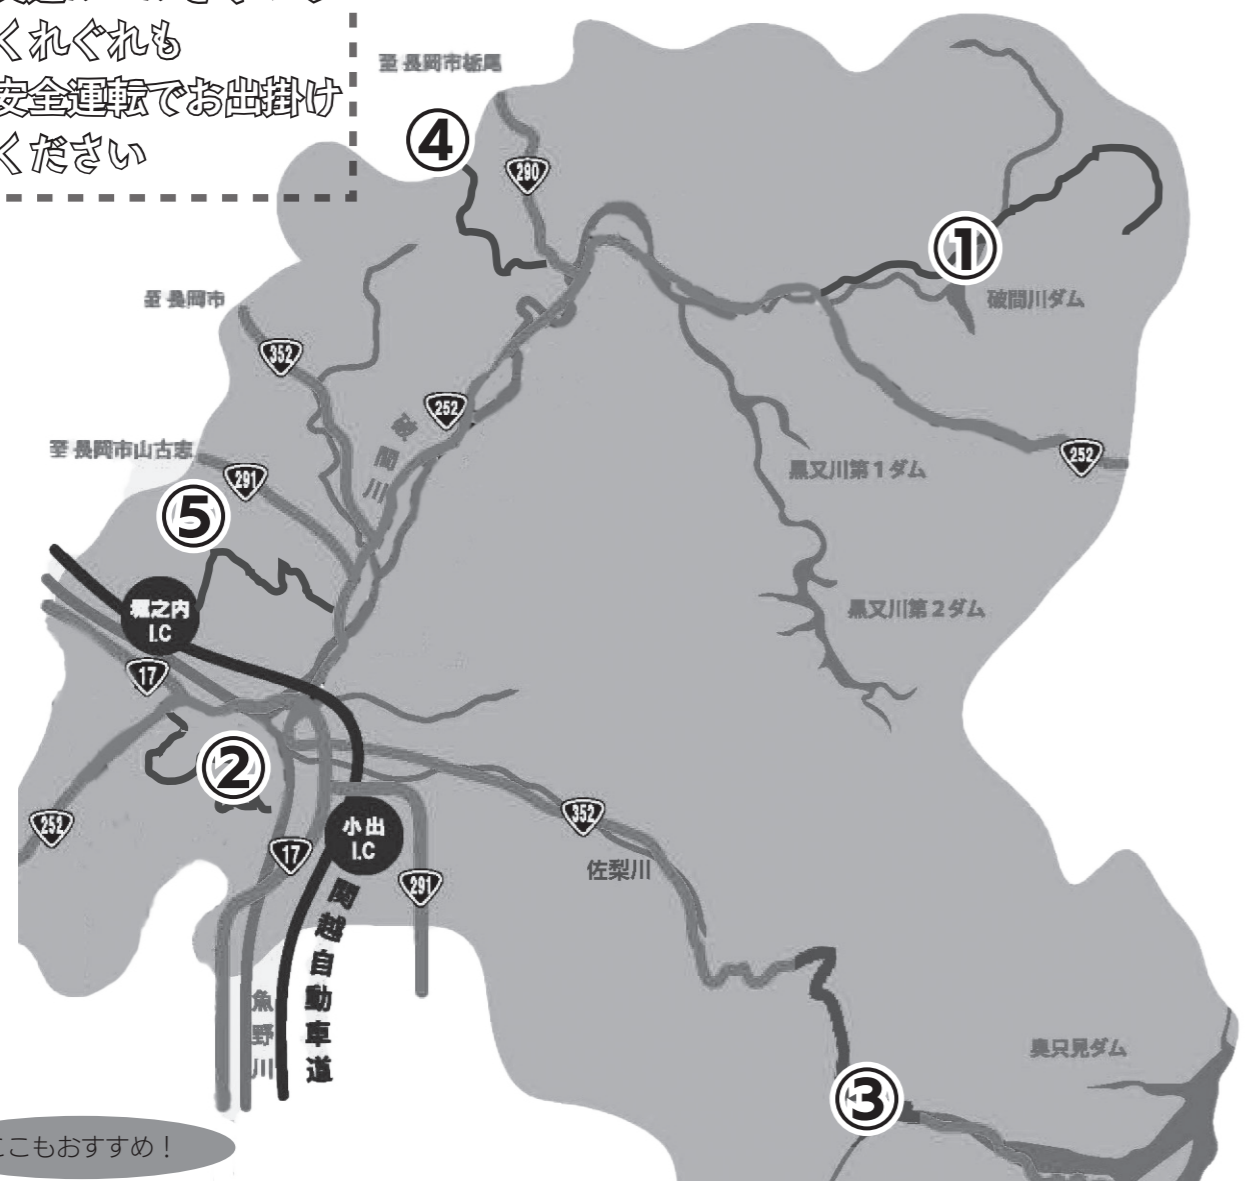 くれぐれも
安全運転でお出掛け
ください
至 長岡市栃尾
④
290
①
破間川ダム
至 長岡市
352
252
破間川
至 長岡市山古志
291
252
黒又川第1ダム
⑤
堀之内
I.C
黒又川第2ダム
17
②
252
352
小出
I.C
17
291
佐梨川
関越自動車道
魚野川
奥只見ダム
③
ここもおすすめ！